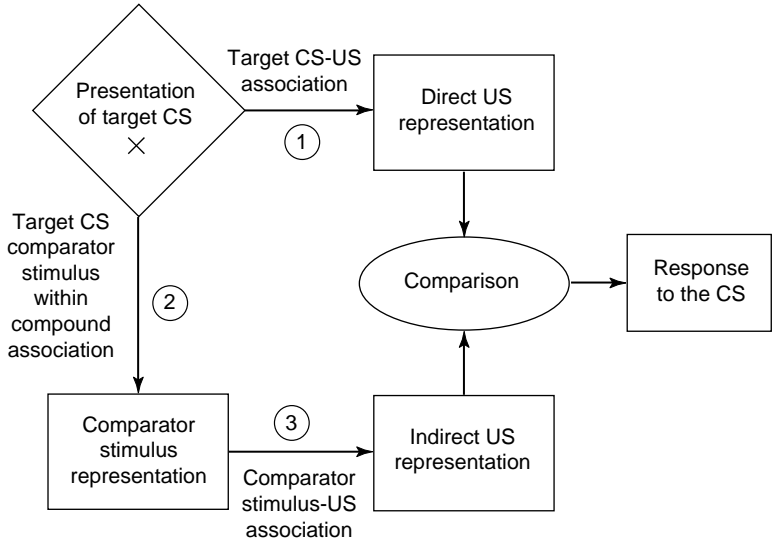 Target CS-US
association
Presentation
of target CS
×
1
Direct US
representation
Target CS
comparator
stimulus
within
compound
association
2
Comparison
Response
to the CS
Comparator
stimulus
representation
3
Comparator
stimulus-US
association
Indirect US
representation